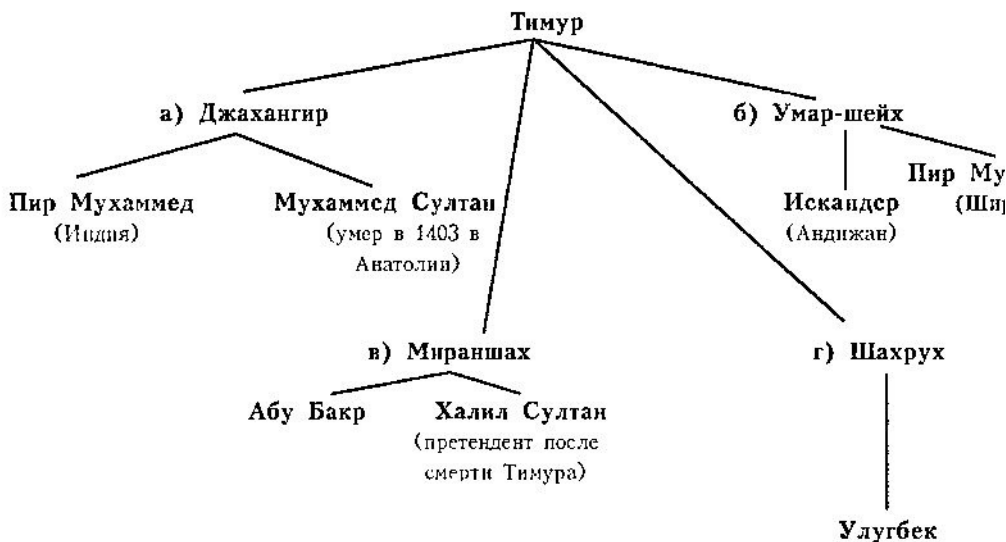 Тимур
а) Джахангир
б) Умар-шейх
Пир Мухаммед
(Индия)
Мухаммед Султан
(умер в 1403 в
Анатолии)
Искандер
(Андижан)
Пир
в) Мираншах
г) Шахрух
Абу Бакр
Халил Султан
(претендент после
смерти Тимура)
Улугбек